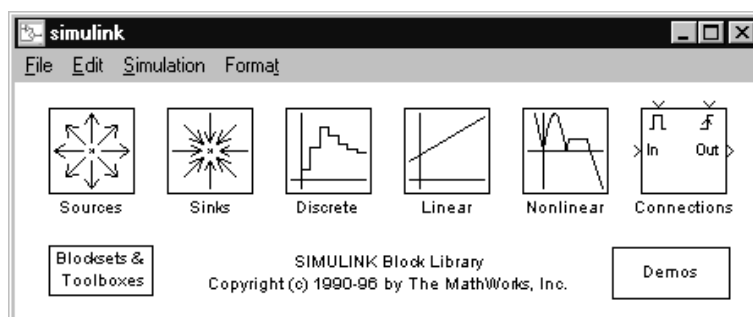 simulink
File Edit Simulation Format
In Out
Sources Sinks Discrete Linear Nonlinear Connections
Blocksets &
Toolboxes
SIMULINK Block Library
Copyright (c) 1990-96 by The MathWorks, Inc.
Demos